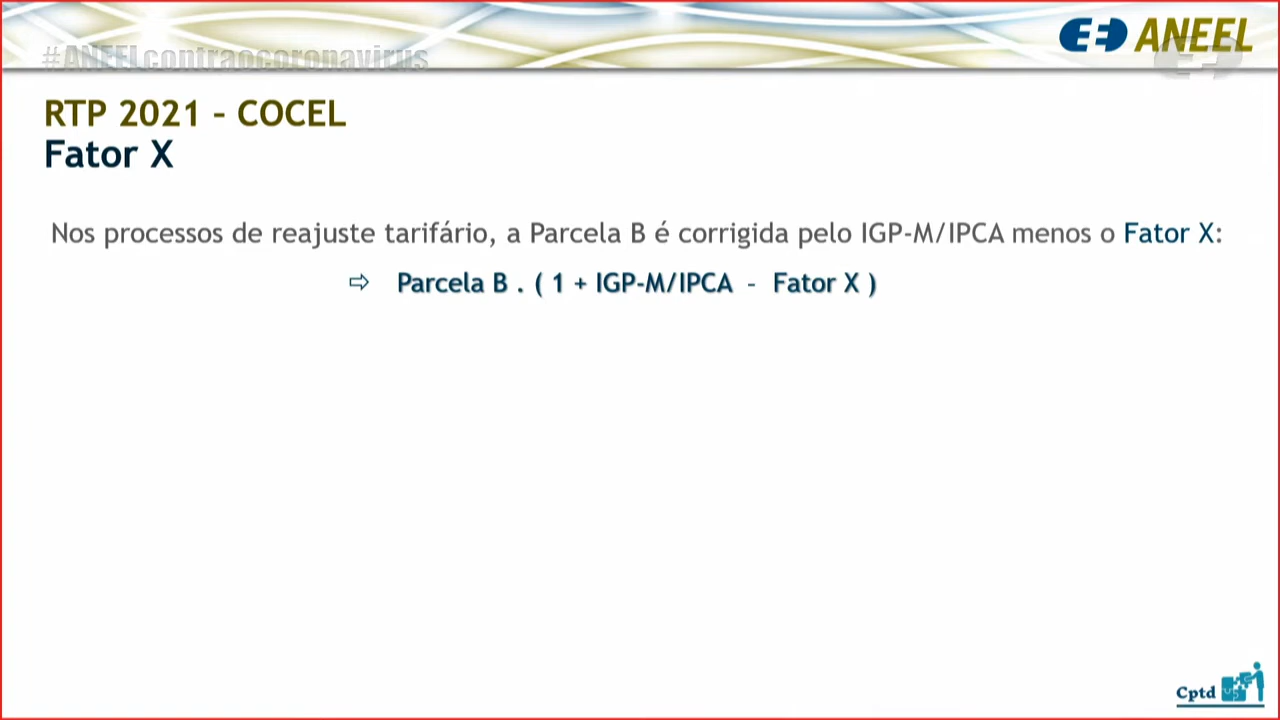 ANEEL
#ANEELcontraocoronavirus
RTP 2021 – COCEL
Fator X
Nos processos de reajuste tarifário, a Parcela B é corrigida pelo IGP-M/IPCA menos o Fator X:
⇨ Parcela B . ( 1 + IGP-M/IPCA – Fator X )
Cptd